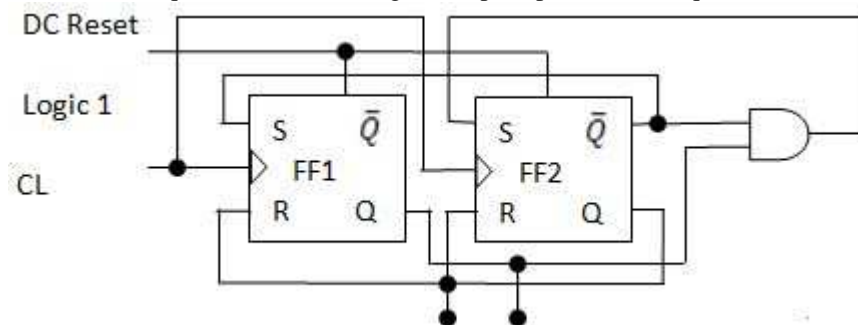 DC Reset
Logic 1
CL
S Q̅ S Q̅
FF1 FF2
R Q R Q